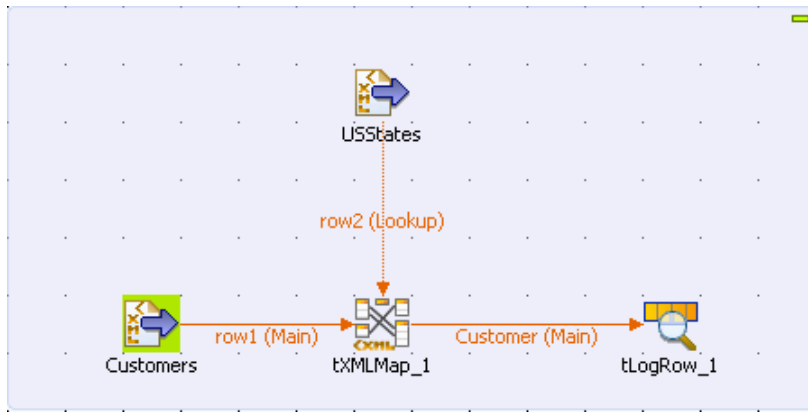 USStates
row2 (Lookup)
row1 (Main)
Customer (Main)
Customers
tXMLMap_1
tLogRow_1